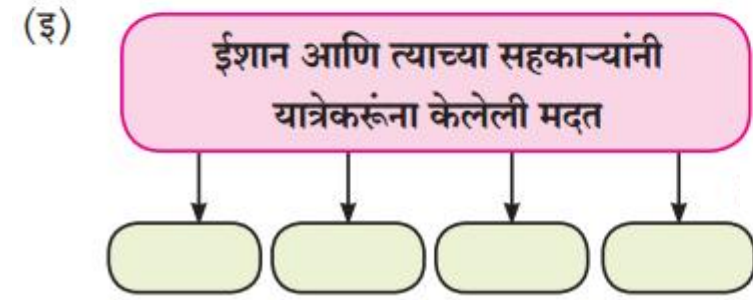 (इ)
ईशान आणि त्याच्या सहकाऱ्यांनी
यात्रेकरूंना केलेली मदत